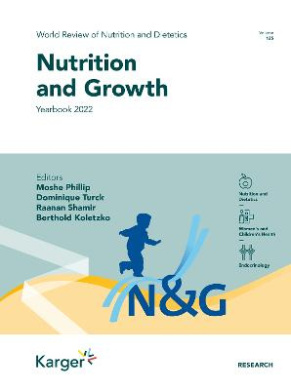 World Review of Nutrition and Dietetics
Nutrition
and Growth
Yearbook 2022
Editors
Moshe Phillip
Dominique Turck
Raanan Shamir
Berthold Koletzko
Nutrition and
Dietetics
Women's and
Children's Health
Endocrinology
N&G
Karger
RESEARCH